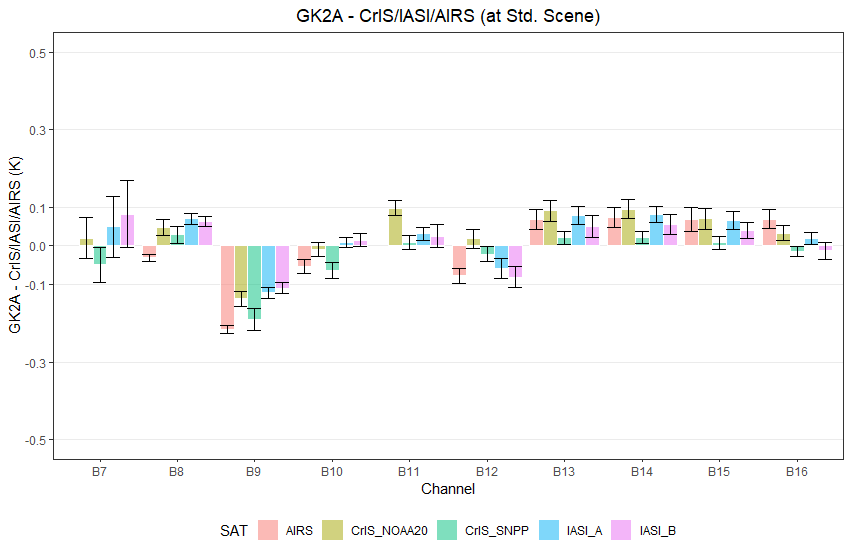 GK2A - CrIS/IASI/AIRS (at Std. Scene)
GK2A - CrIS/IASI/AIRS (K)
0.5
0.3
0.1
0.0
-0.1
-0.3
-0.5
B7 B8 B9 B10 B11 B12 B13 B14 B15 B16
Channel
SAT AIRS CrIS_NOAA20 CrIS_SNPP IASI_A IASI_B